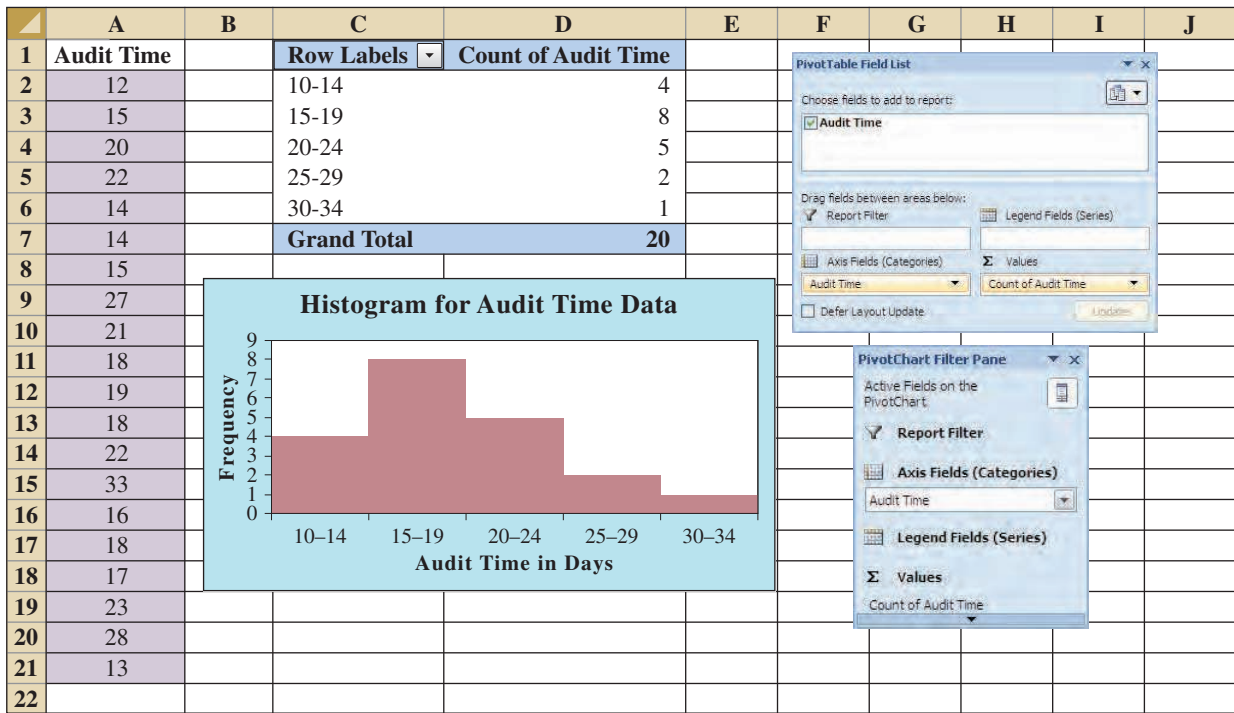 A B C D E F G H I J
1 Audit Time Row Labels Count of Audit Time
2 12 10-14 4
3 15 15-19 8
4 20 20-24 5
5 22 25-29 2
6 14 30-34 1
7 14 Grand Total 20
8 15
9 27
10 21
11 18
12 19
13 18
14 22
15 33
16 16
17 18
18 17
19 23
20 28
21 13
22
Histogram for Audit Time Data
Frequency
9
8
7
6
5
4
3
2
1
0
10–14 15–19 20–24 25–29 30–34
Audit Time in Days
PivotTable Field List
Choose fields to add to report:
Audit Time
Drag fields between areas below:
Report Filter Legend Fields (Series)
Axis Fields (Categories) Σ Values
Audit Time Count of Audit Time
Defer Layout Update Update
PivotChart Filter Pane
Active Fields on the
PivotChart
Report Filter
Axis Fields (Categories)
Audit Time
Legend Fields (Series)
Σ Values
Count of Audit Time